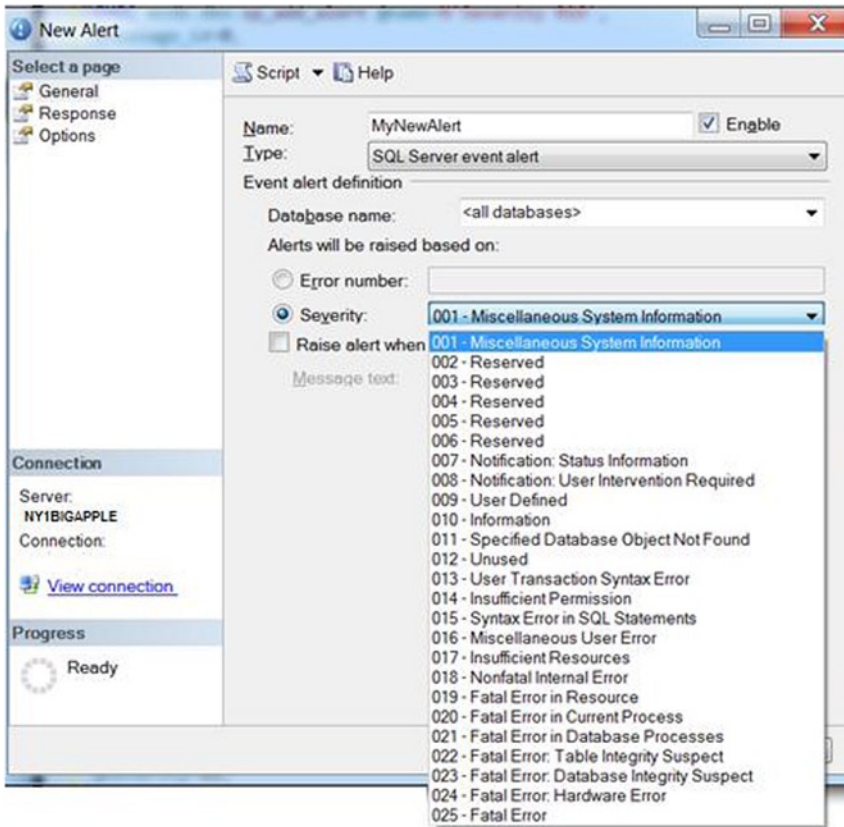 New Alert
Select a page
General
Response
Options
Script Help
Name: MyNewAlert Enable
Type: SQL Server event alert
Event alert definition
Database name: <all databases>
Alerts will be raised based on:
Error number:
Severity: 001 - Miscellaneous System Information
Raise alert when
Message text:
001 - Miscellaneous System Information
002 - Reserved
003 - Reserved
004 - Reserved
005 - Reserved
006 - Reserved
007 - Notification: Status Information
008 - Notification: User Intervention Required
009 - User Defined
010 - Information
011 - Specified Database Object Not Found
012 - Unused
013 - User Transaction Syntax Error
014 - Insufficient Permission
015 - Syntax Error in SQL Statements
016 - Miscellaneous User Error
017 - Insufficient Resources
018 - Nonfatal Internal Error
019 - Fatal Error in Resource
020 - Fatal Error in Current Process
021 - Fatal Error in Database Processes
022 - Fatal Error: Table Integrity Suspect
023 - Fatal Error: Database Integrity Suspect
024 - Fatal Error: Hardware Error
025 - Fatal Error
Connection
Server:
NY1BIGAPPLE
Connection:
View connection
Progress
Ready